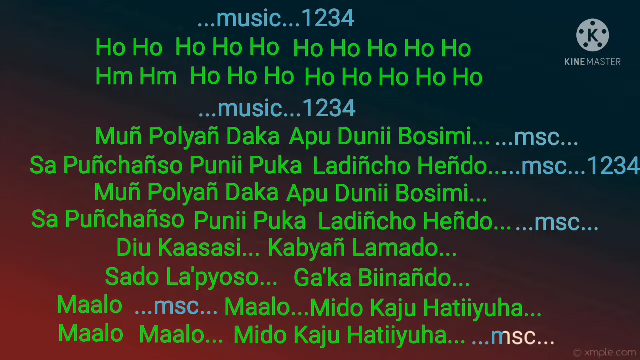 ...music...1234
Ho Ho Ho Ho Ho Ho Ho Ho Ho Ho
Hm Hm Ho Ho Ho Ho Ho Ho Ho Ho
...music...1234
Muñ Polyañ Daka Apu Dunii Bosimi... ...msc...
Sa Puñchañso Punii Puka Ladiñcho Heñdo.....msc...1234
Muñ Polyañ Daka Apu Dunii Bosimi...
Sa Puñchañso Punii Puka Ladiñcho Heñdo... ...msc...
Diu Kaasasi... Kabyañ Lamado...
Sado La'pyoso... Ga'ka Biinañdo...
Maalo ...msc... Maalo...Mido Kaju Hatiiyuha...
Maalo Maalo... Mido Kaju Hatiiyuha... ...msc...
KINEMASTER
© xmple.com